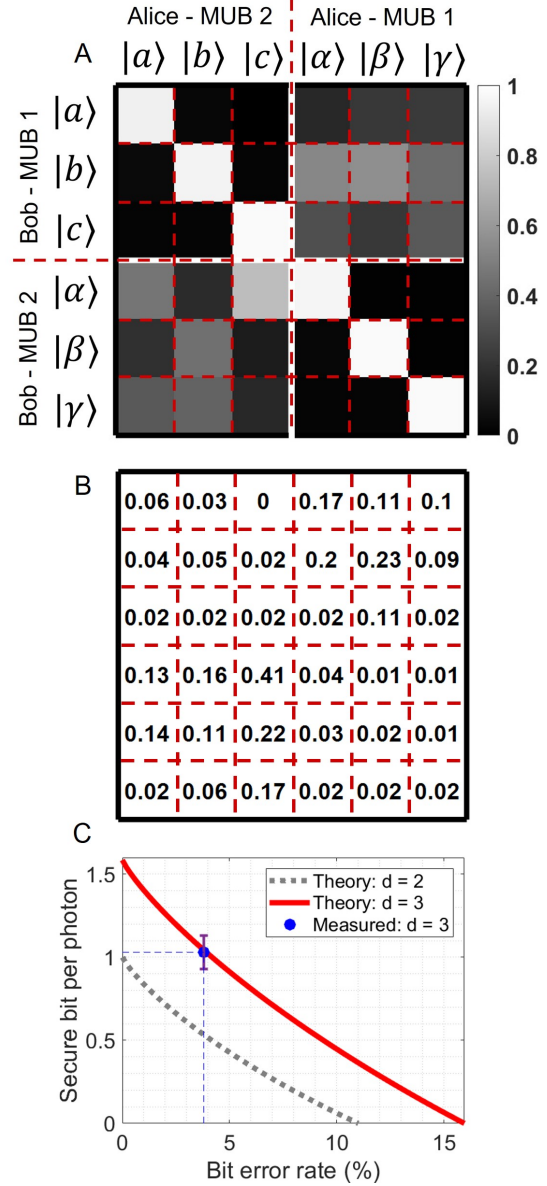 Alice - MUB 2 Alice - MUB 1
A |a⟩ |b⟩ |c⟩ |α⟩ |β⟩ |γ⟩
Bob - MUB 1
|a⟩
|b⟩
|c⟩
Bob - MUB 2
|α⟩
|β⟩
|γ⟩
1
0.8
0.6
0.4
0.2
0
B
0.06 0.03 0 0.17 0.11 0.1
0.04 0.05 0.02 0.2 0.23 0.09
0.02 0.02 0.02 0.02 0.11 0.02
0.13 0.16 0.41 0.04 0.01 0.01
0.14 0.11 0.22 0.03 0.02 0.01
0.02 0.06 0.17 0.02 0.02 0.02
C
Secure bit per photon
1.5
1
0.5
0
Theory: d = 2
Theory: d = 3
Measured: d = 3
0 5 10 15
Bit error rate (%)